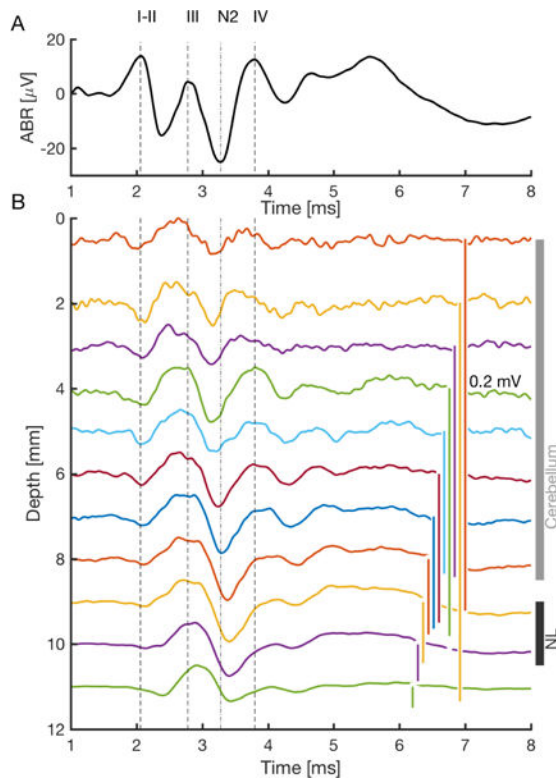 I-II III N2 IV
A
20
0
-20
ABR [μV]
1 2 3 4 5 6 7 8
Time [ms]
B
0
2
4
6
8
10
12
Depth [mm]
0.2 mV
Cerebellum
NL
1 2 3 4 5 6 7 8
Time [ms]